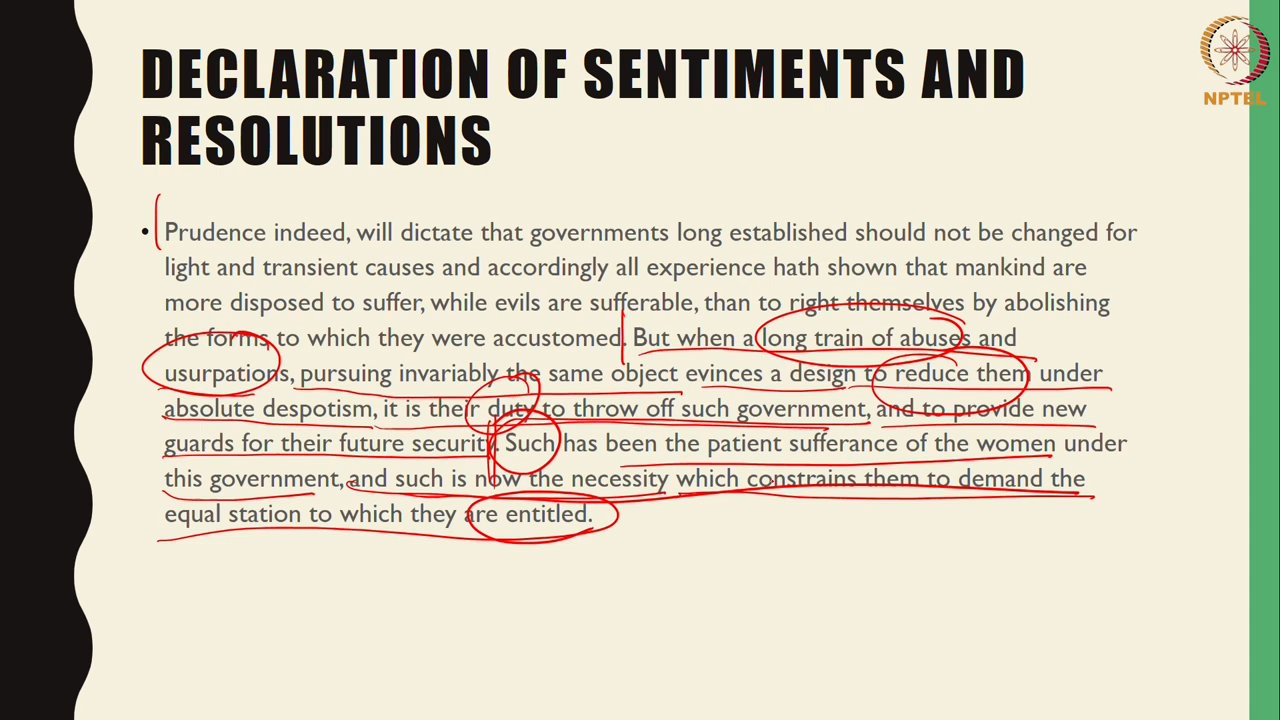 DECLARATION OF SENTIMENTS AND
RESOLUTIONS
NPTEL
• Prudence indeed, will dictate that governments long established should not be changed for
light and transient causes and accordingly all experience hath shown that mankind are
more disposed to suffer, while evils are sufferable, than to right themselves by abolishing
the forms to which they were accustomed. But when a long train of abuses and
usurpations, pursuing invariably the same object evinces a design to reduce them under
absolute despotism, it is their duty to throw off such government, and to provide new
guards for their future security. Such has been the patient sufferance of the women under
this government, and such is now the necessity which constrains them to demand the
equal station to which they are entitled.